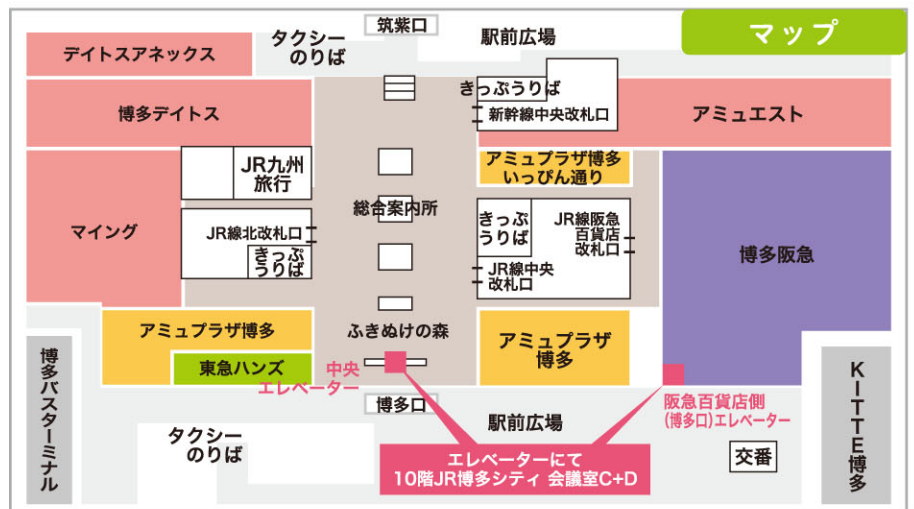 マップ
筑紫口
駅前広場
タクシー
のりば
デイトスアネックス
博多デイトス
きっぷうりば
新幹線中央改札口
アミュエスト
JR九州
旅行
アミュプラザ博多
いっぴん通り
マイング
総合案内所
JR線北改札口
きっぷ
うりば
きっぷ
うりば
JR線阪急
百貨店
改札口
JR線中央
改札口
博多阪急
アミュプラザ博多
東急ハンズ
ふきぬけの森
アミュプラザ
博多
中央
エレベーター
博多口
阪急百貨店側
(博多口)エレベーター
博多バスターミナル
KITTE博多
駅前広場
タクシー
のりば
交番
エレベーターにて
10階JR博多シティ 会議室C+D